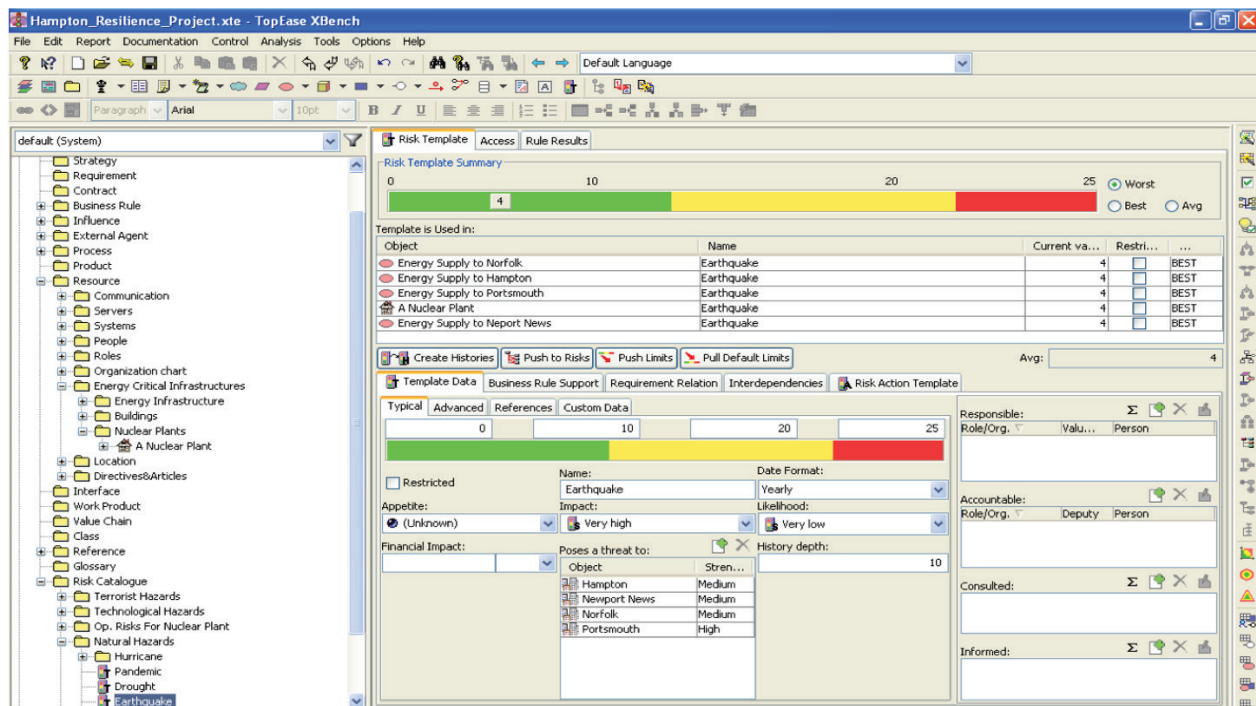 Hampton_Resilience_Project.xte - TopEase XBench
File Edit Report Documentation Control Analysis Tools Options Help
Default Language
Paragraph Arial 10pt B I U
default (System)
Strategy
Requirement
Contract
Business Rule
Influence
External Agent
Process
Product
Resource
Communication
Servers
Systems
People
Roles
Organization chart
Energy Critical Infrastructures
Energy Infrastructure
Buildings
Nuclear Plants
A Nuclear Plant
Location
Directives&Articles
Interface
Work Product
Value Chain
Class
Reference
Glossary
Risk Catalogue
Terrorist Hazards
Technological Hazards
Op. Risks For Nuclear Plant
Natural Hazards
Hurricane
Pandemic
Drought
Earthquake
Risk Template Access Rule Results
Risk Template Summary
0 10 20 25
4
Worst
Best Avg
Template is Used in:
Object Name Current va... Restri... ...
Energy Supply to Norfolk Earthquake 4 BEST
Energy Supply to Hampton Earthquake 4 BEST
Energy Supply to Portsmouth Earthquake 4 BEST
A Nuclear Plant Earthquake 4 BEST
Energy Supply to Neport News Earthquake 4 BEST
Create Histories Push to Risks Push Limits Pull Default Limits Avg: 4
Template Data Business Rule Support Requirement Relation Interdependencies Risk Action Template
Typical Advanced References Custom Data
0 10 20 25
Restricted
Name:
Earthquake
Date Format:
Yearly
Appetite:
(Unknown)
Impact:
Very high
Likelihood:
Very low
Financial Impact:
Poses a threat to:
Object Stren...
Hampton Medium
Newport News Medium
Norfolk Medium
Portsmouth High
History depth:
10
Responsible:
Role/Org. Valu... Person
Accountable:
Role/Org. Deputy Person
Consulted:
Informed: